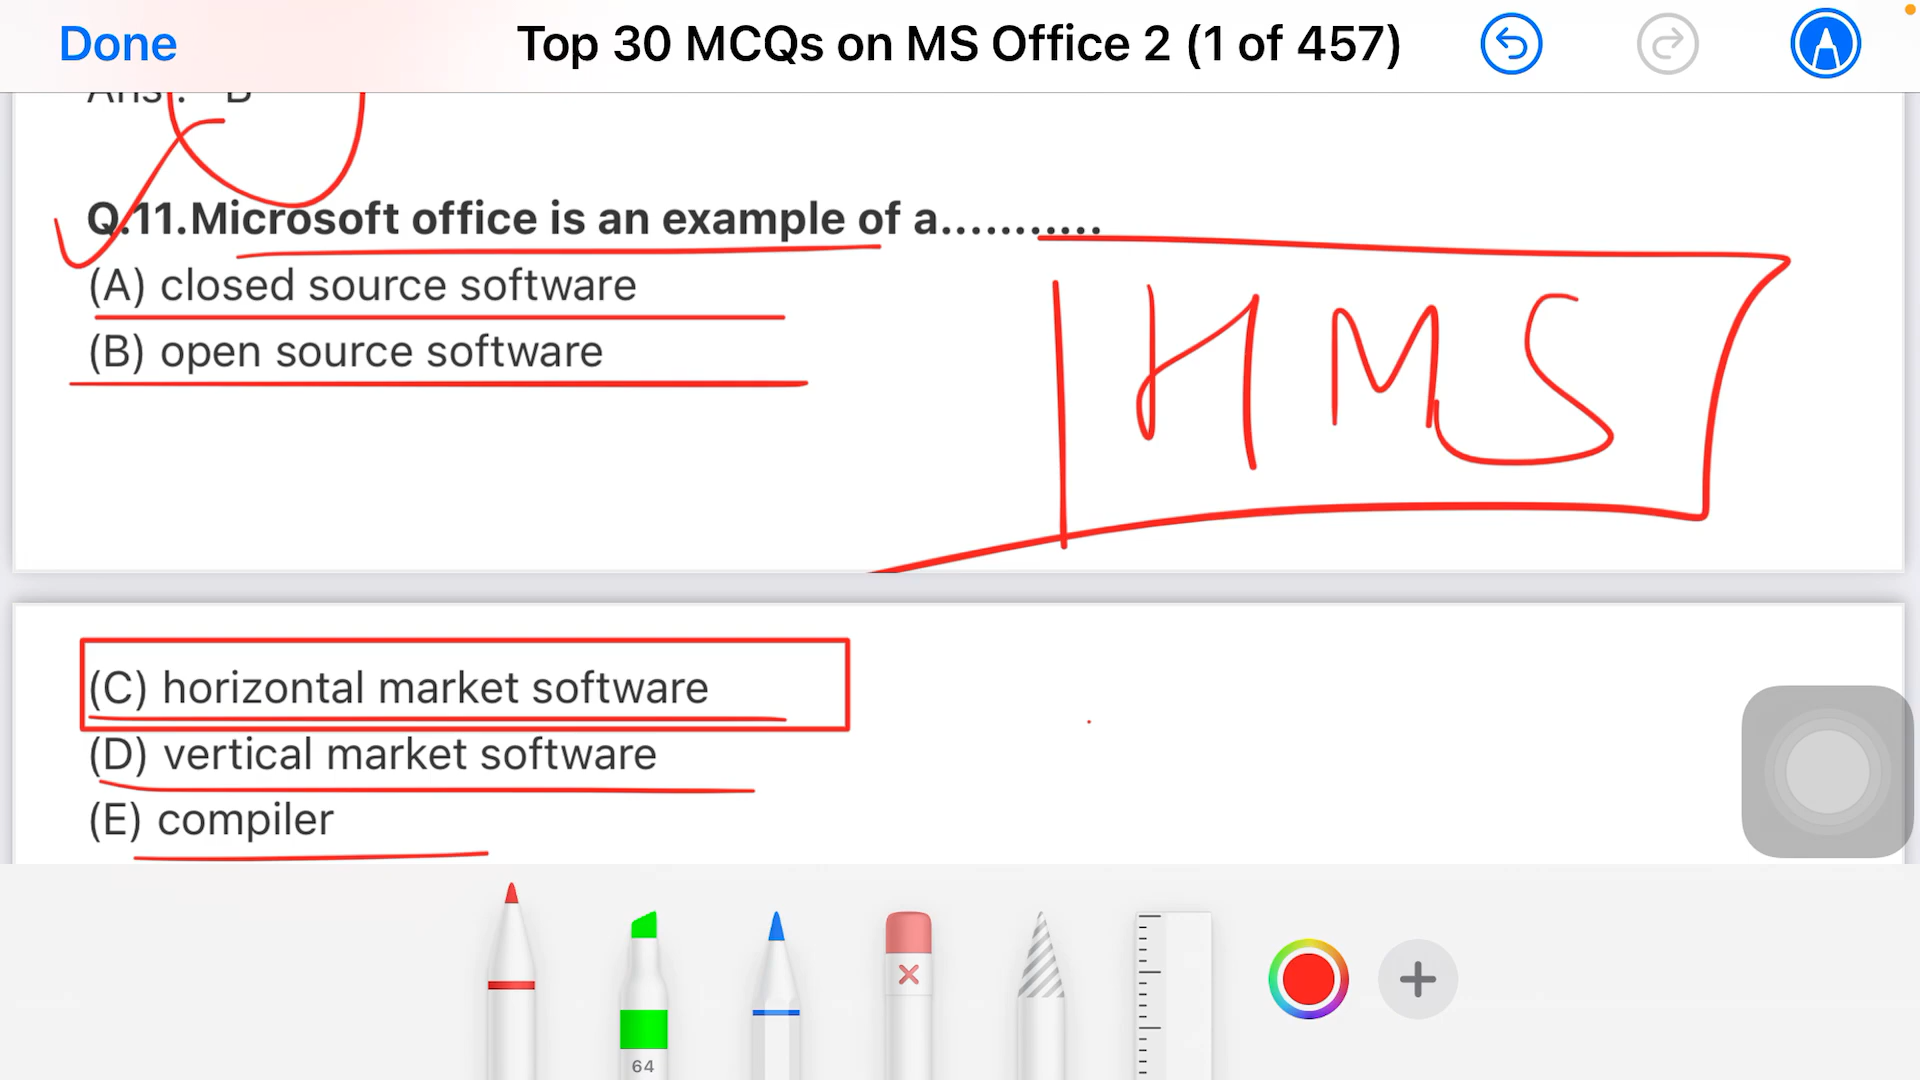 Done
Top 30 MCQs on MS Office 2 (1 of 457)
Ans : B
Q.11.Microsoft office is an example of a...........
(A) closed source software
(B) open source software
HMS
(C) horizontal market software
(D) vertical market software
(E) compiler
64